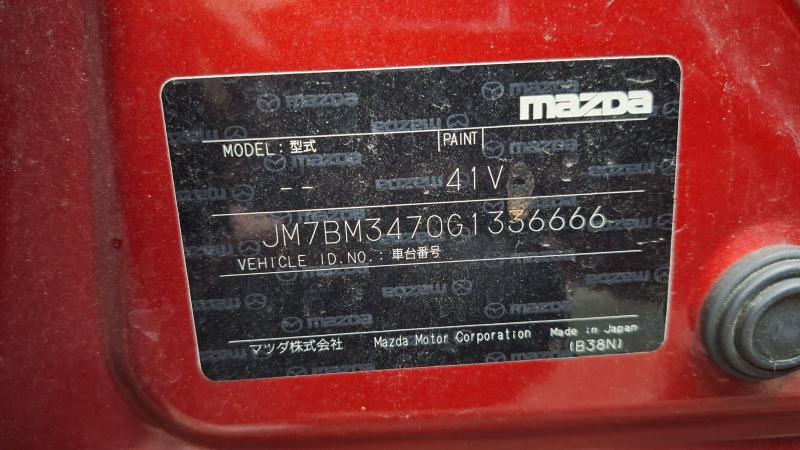 mazda
MODEL: 型式 PAINT
-- 41V
JM7BM3470G1336666
VEHICLE ID.NO.: 車台番号
マツダ株式会社 Mazda Motor Corporation Made in Japan
(B38N)